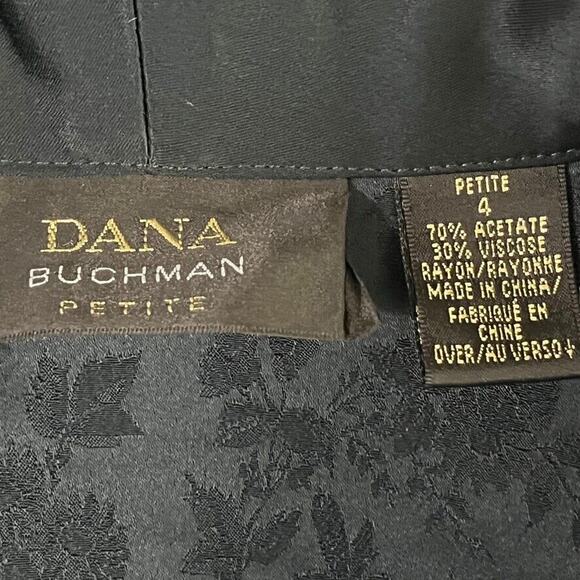 DANA
BUCHMAN
PETITE
PETITE
4
70% ACETATE
30% VISCOSE
RAYON/RAYONNE
MADE IN CHINA/
FABRIQUÉ EN
CHINE
OVER/AU VERSO↓